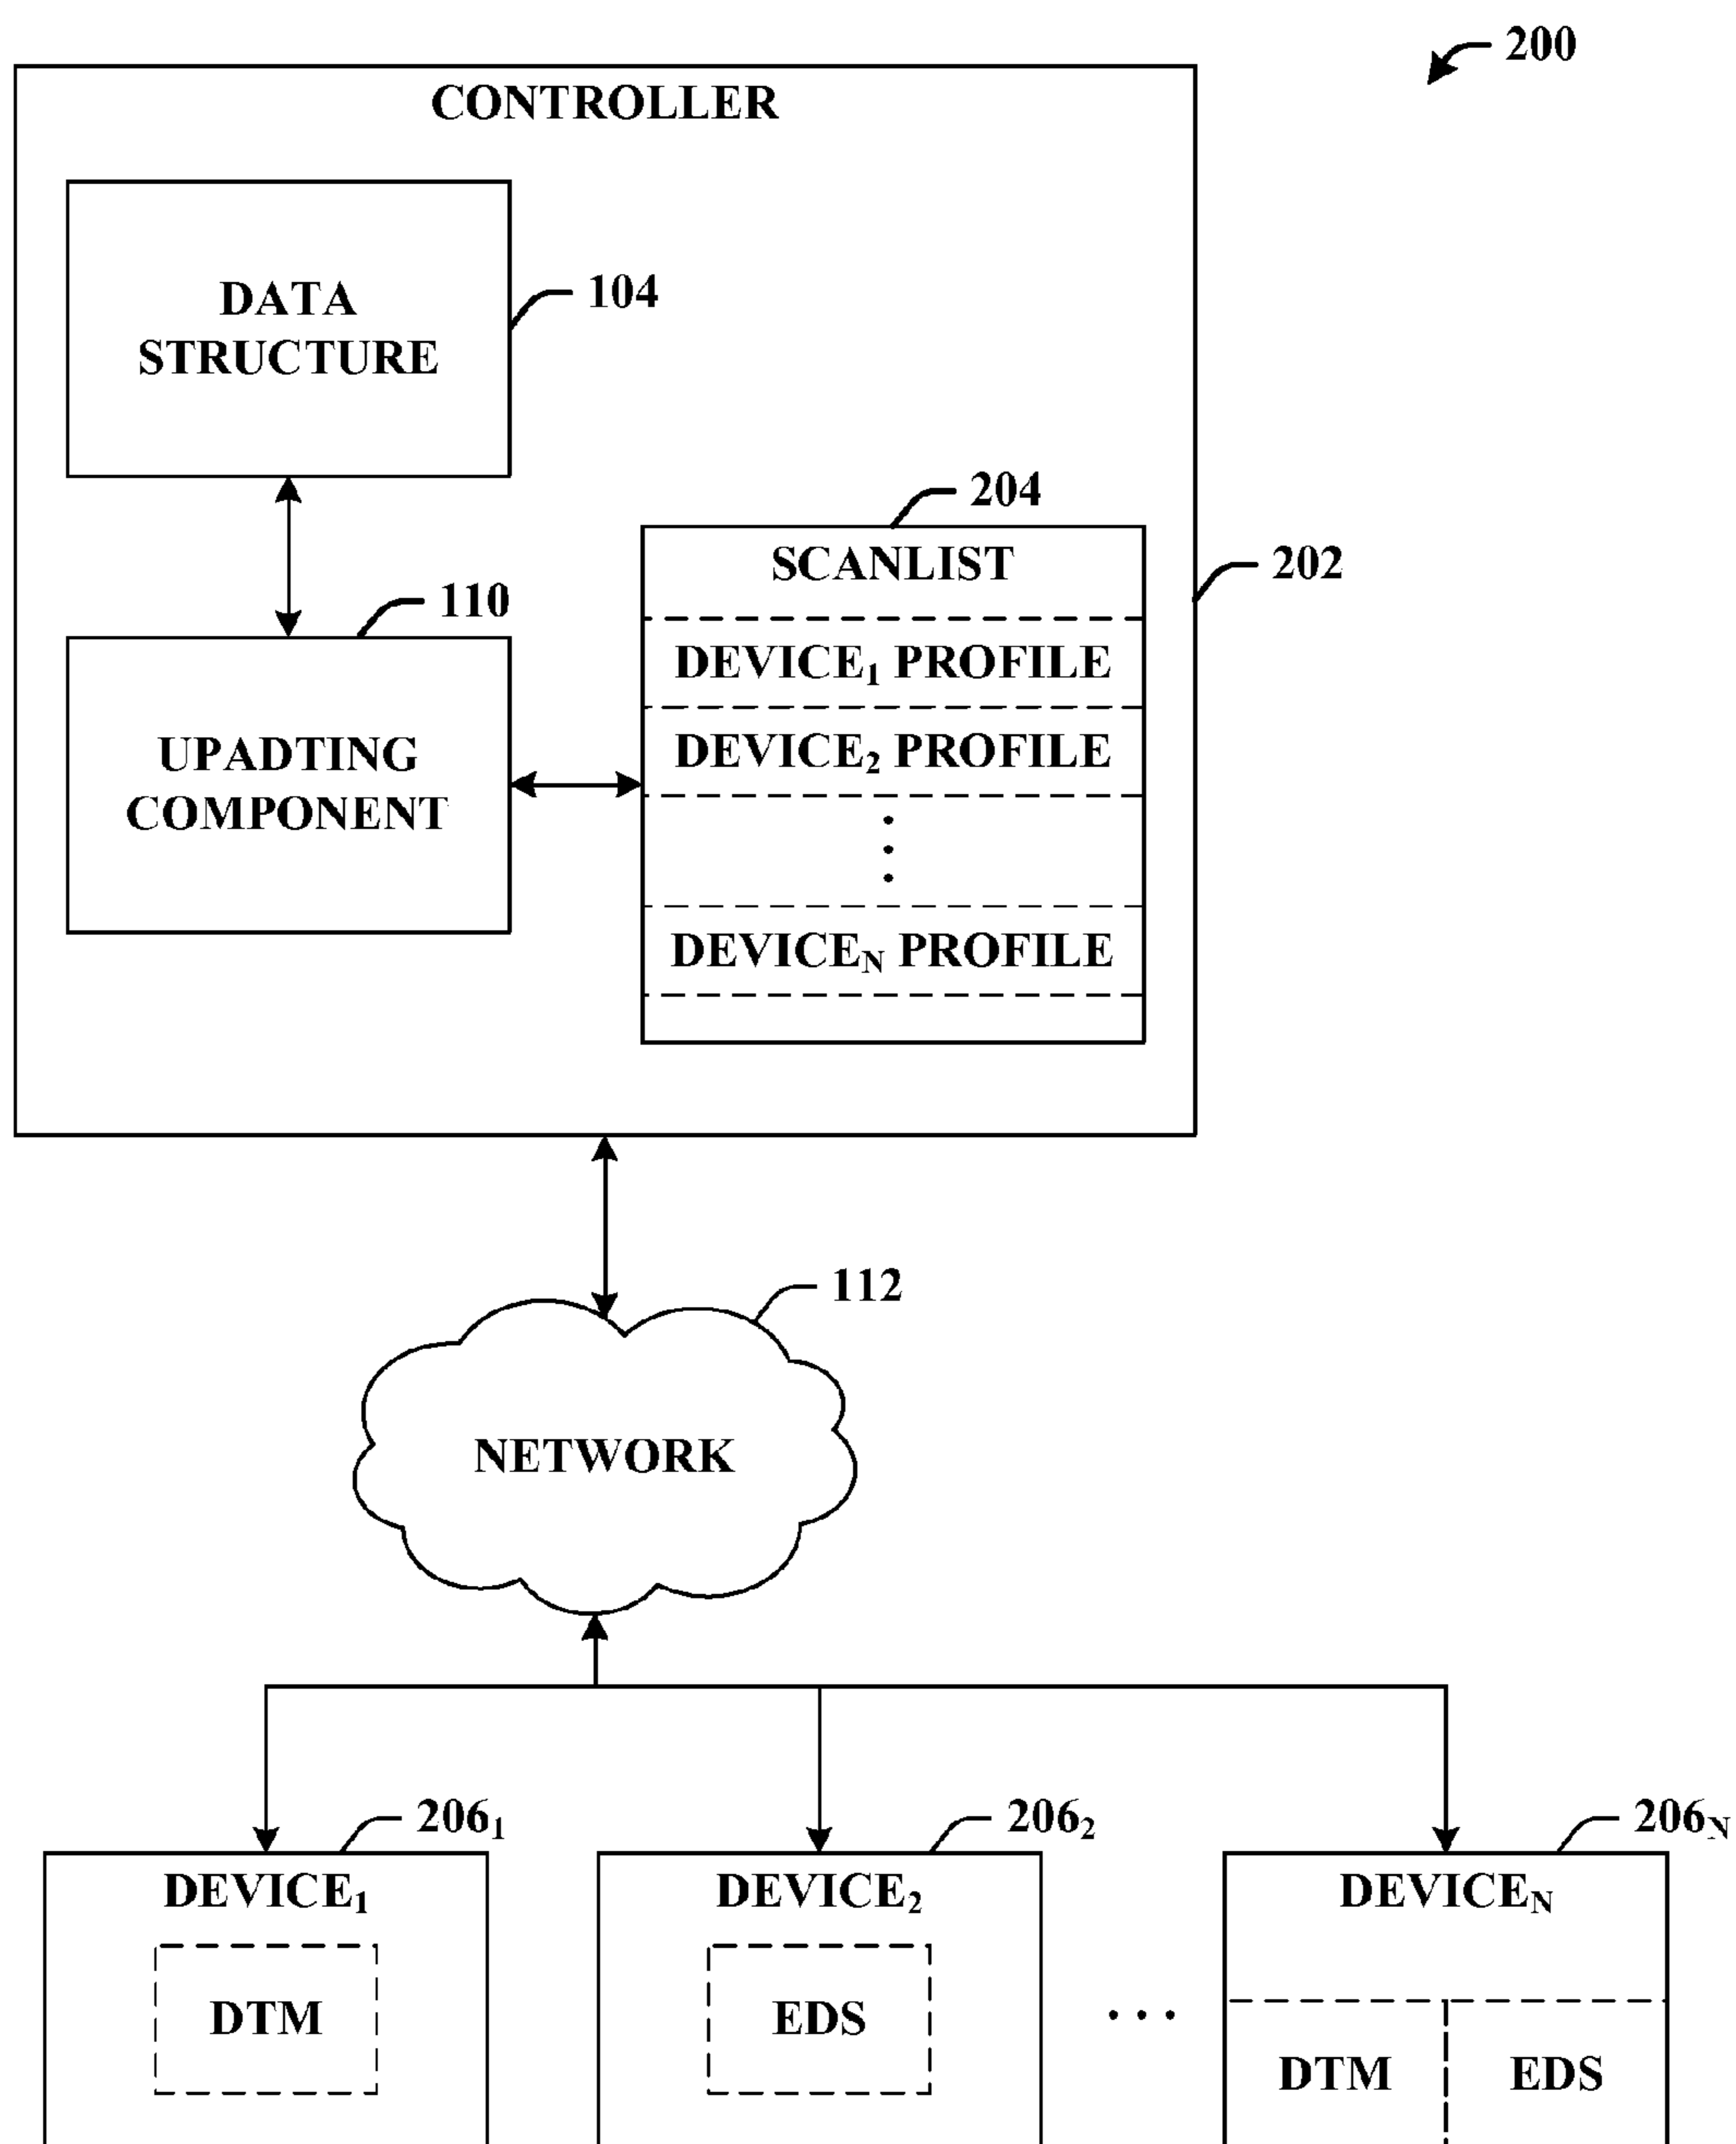 200
CONTROLLER
DATA
STRUCTURE
104
204
SCANLIST
DEVICE₁ PROFILE
DEVICE₂ PROFILE
DEVICEN PROFILE
202
110
UPADTING
COMPONENT
112
NETWORK
206₁
206₂
206N
DEVICE₁
DTM
DEVICE₂
EDS
...
DEVICEN
DTM
EDS